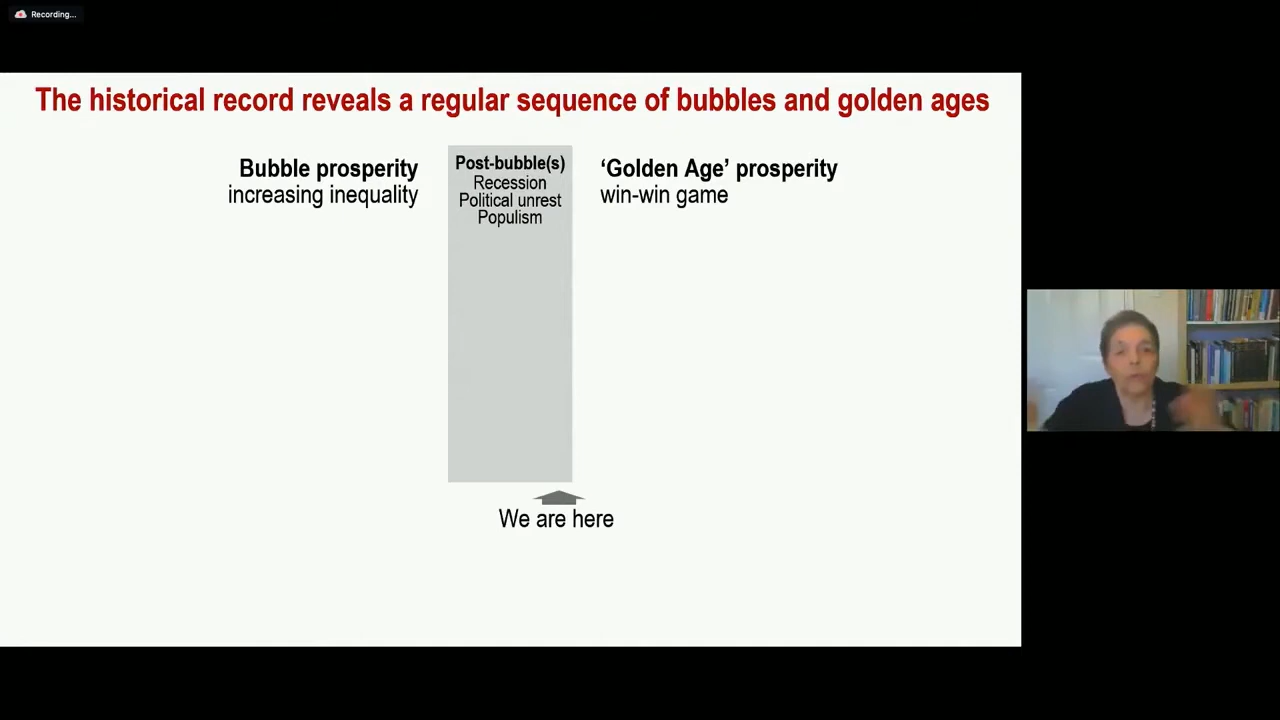 Recording...
The historical record reveals a regular sequence of bubbles and golden ages
Bubble prosperity
increasing inequality
Post-bubble(s)
Recession
Political unrest
Populism
‘Golden Age’ prosperity
win-win game
We are here